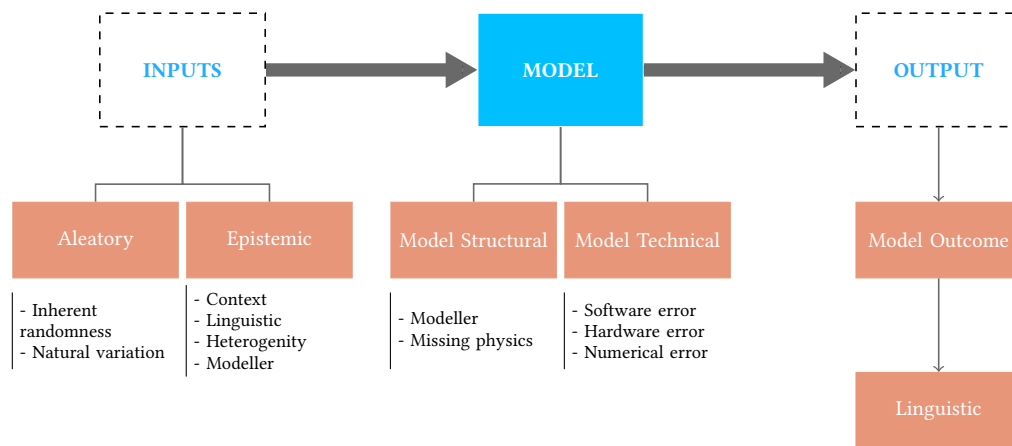 INPUTS
MODEL
OUTPUT
Aleatory
Epistemic
Model Structural
Model Technical
Model Outcome
- Inherent
randomness
- Natural variation
- Context
- Linguistic
- Heterogenity
- Modeller
- Modeller
- Missing physics
- Software error
- Hardware error
- Numerical error
Linguistic